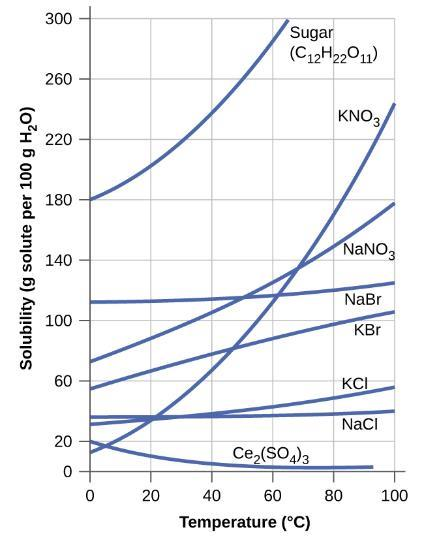 300
260
220
180
140
100
60
20
0
Solubility (g solute per 100 g H₂O)
Sugar
(C₁₂H₂₂O₁₁)
KNO₃
NaNO₃
NaBr
KBr
KCl
NaCl
Ce₂(SO₄)₃
0 20 40 60 80 100
Temperature (°C)